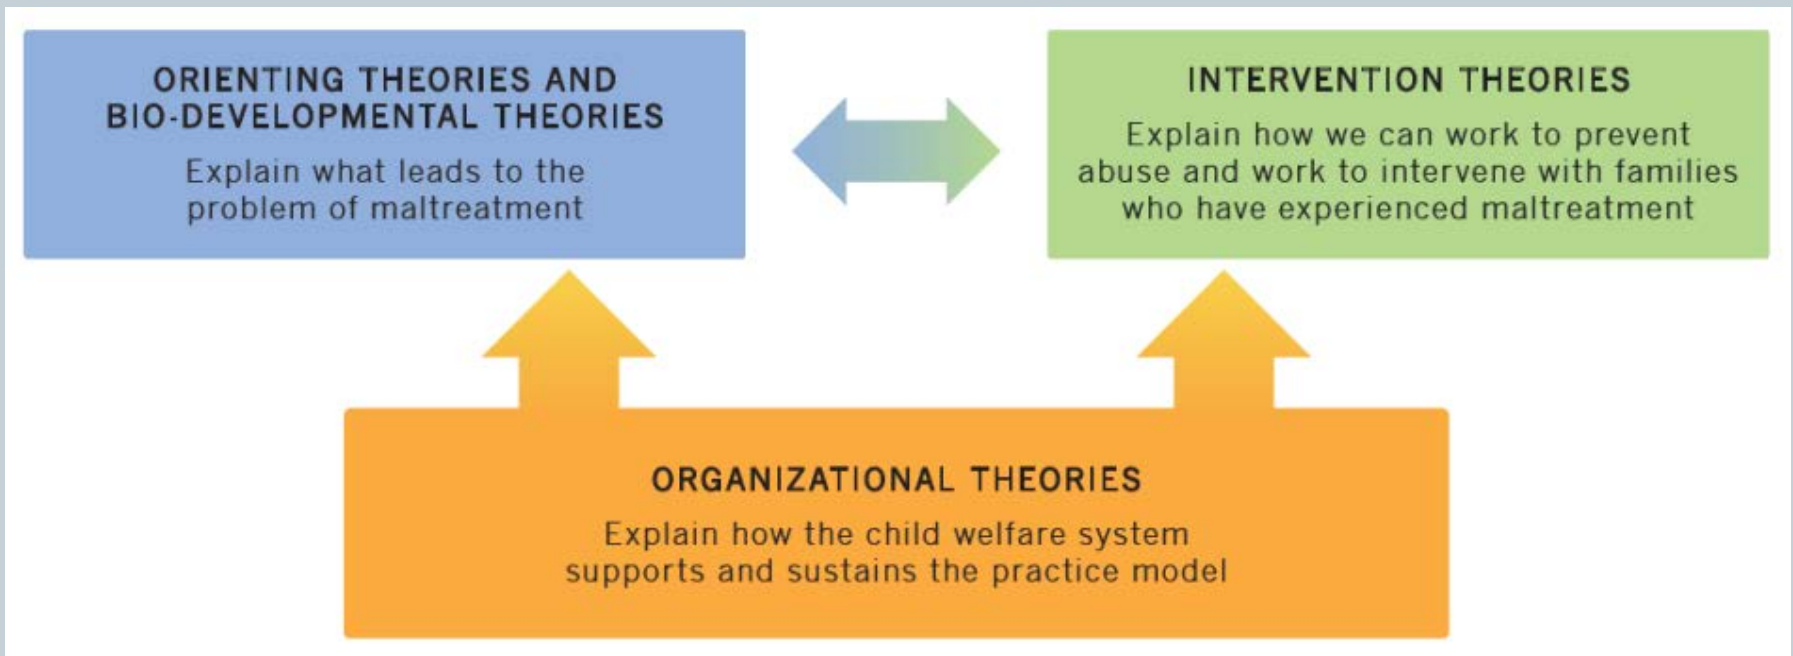 ORIENTING THEORIES AND
BIO-DEVELOPMENTAL THEORIES
Explain what leads to the
problem of maltreatment
INTERVENTION THEORIES
Explain how we can work to prevent
abuse and work to intervene with families
who have experienced maltreatment
ORGANIZATIONAL THEORIES
Explain how the child welfare system
supports and sustains the practice model